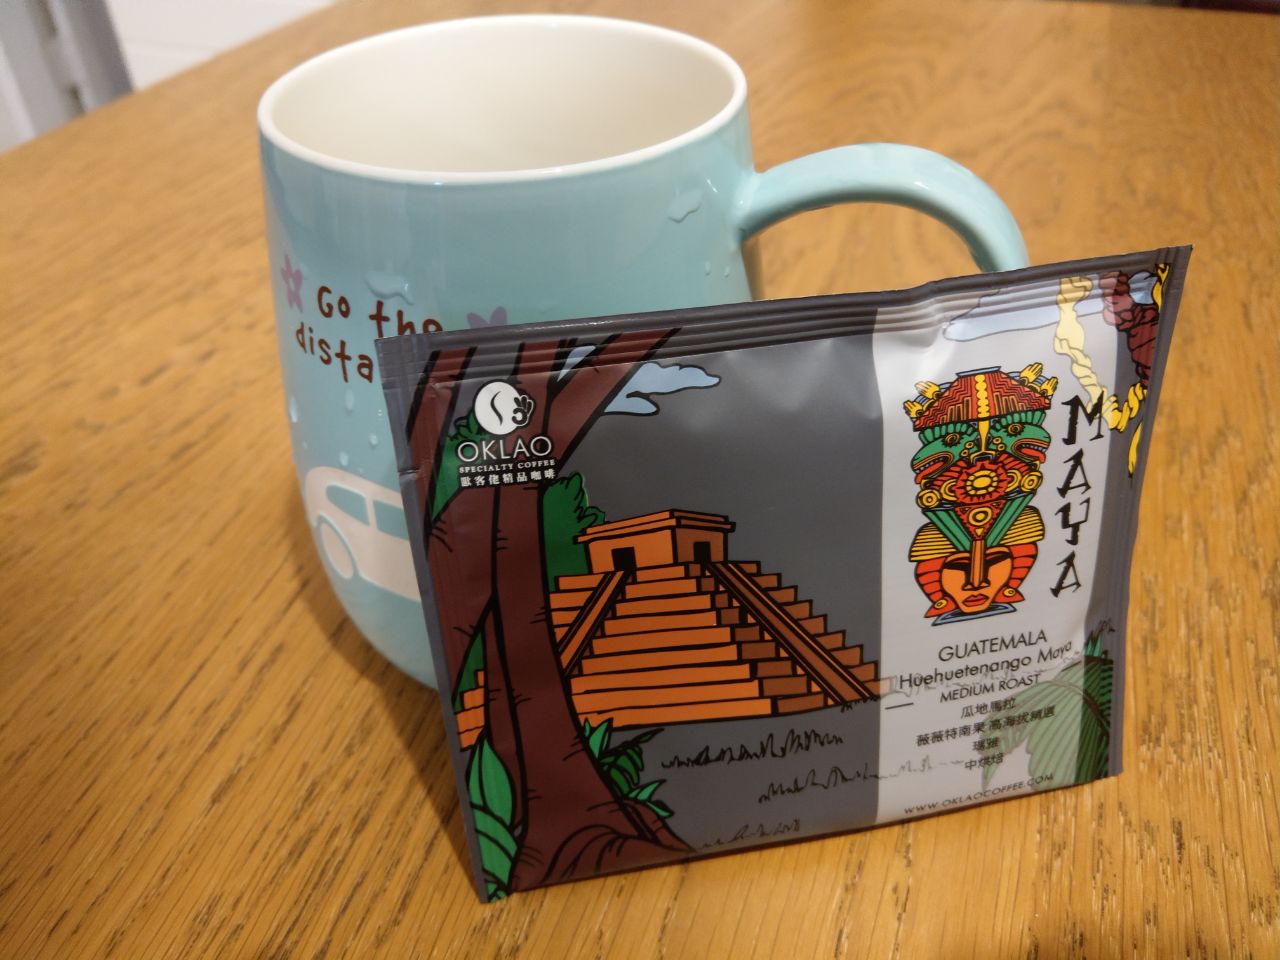 Go the
dista
OKLAO
SPECIALTY COFFEE
歐客佬精品咖啡
MAYA
GUATEMALA
Huehuetenango Maya
MEDIUM ROAST
瓜地馬拉
薇薇特南果 高海拔精選
瑪雅
中烘焙
WWW.OKLAOCOFFEE.COM